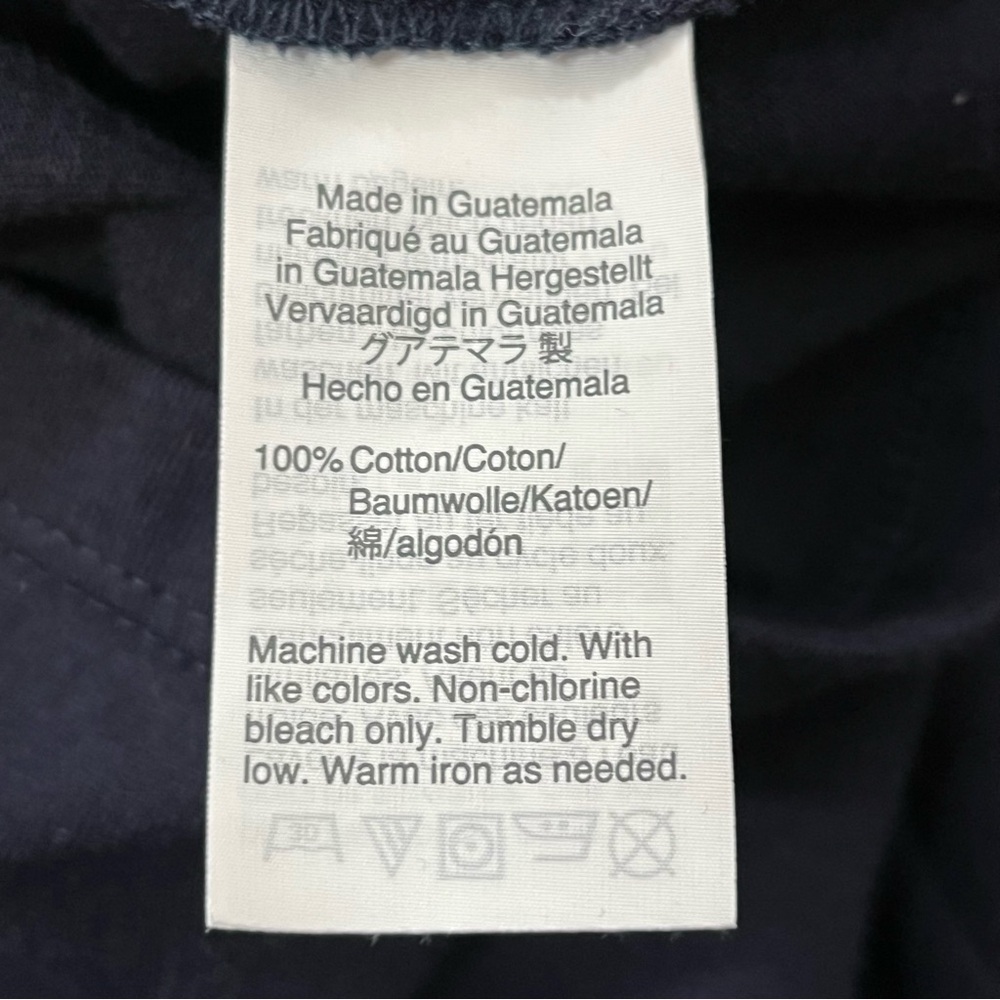 Made in Guatemala
Fabriqué au Guatemala
in Guatemala Hergestellt
Vervaardigd in Guatemala
グアテマラ 製
Hecho en Guatemala
100% Cotton/Coton/
Baumwolle/Katoen/
綿/algodón
Machine wash cold. With
like colors. Non-chlorine
bleach only. Tumble dry
low. Warm iron as needed.